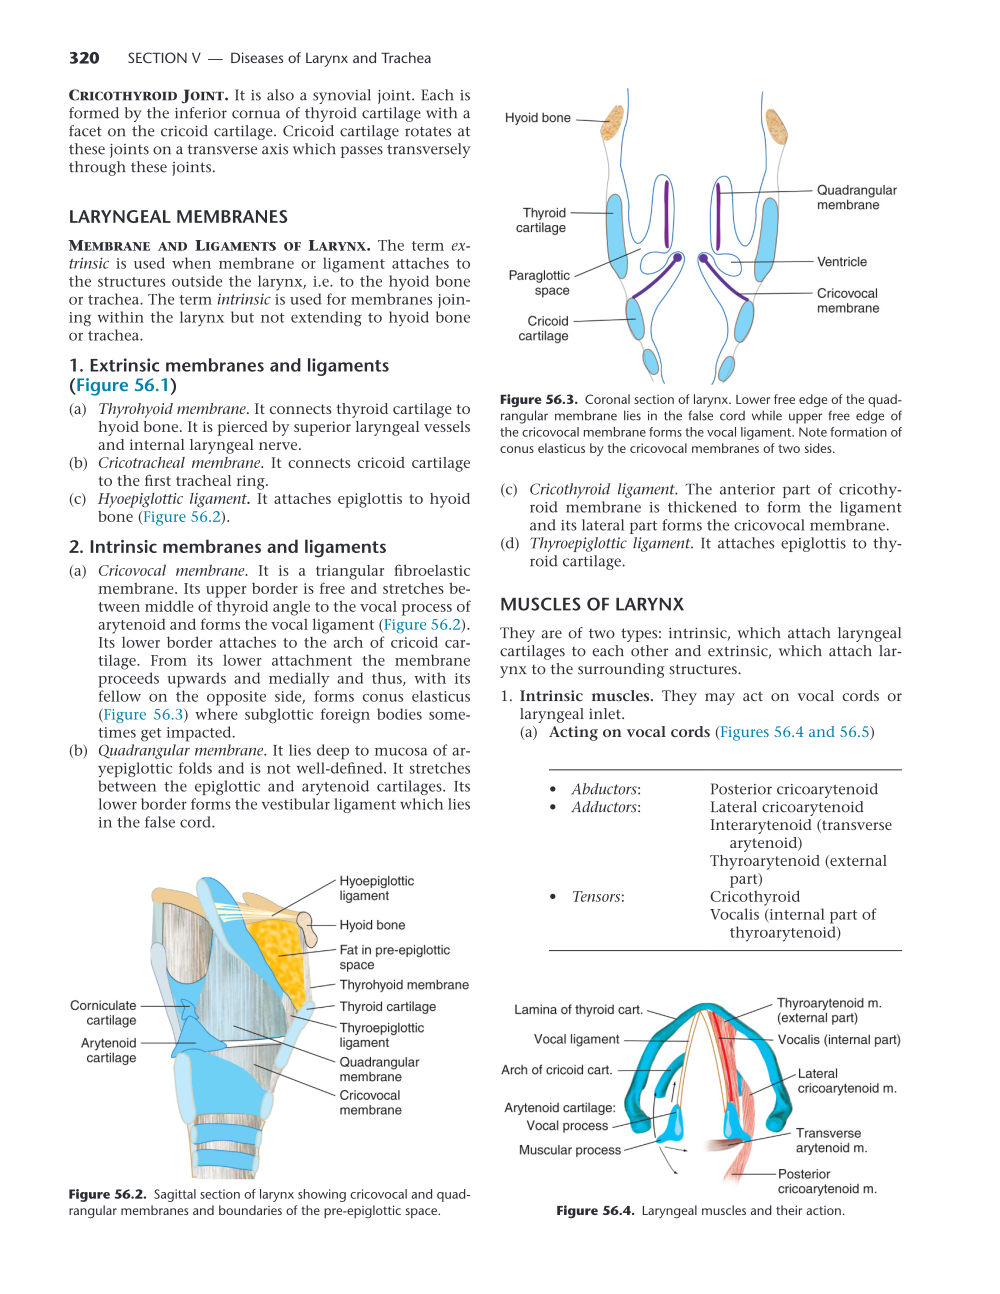 320 SECTION V — Diseases of Larynx and Trachea
CRICOTHYROID JOINT. It is also a synovial joint. Each is
formed by the inferior cornua of thyroid cartilage with a
facet on the cricoid cartilage. Cricoid cartilage rotates at
these joints on a transverse axis which passes transversely
through these joints.
LARYNGEAL MEMBRANES
MEMBRANE AND LIGAMENTS OF LARYNX. The term ex-
trinsic is used when membrane or ligament attaches to
the structures outside the larynx, i.e. to the hyoid bone
or trachea. The term intrinsic is used for membranes join-
ing within the larynx but not extending to hyoid bone
or trachea.
1. Extrinsic membranes and ligaments
(Figure 56.1)
(a) Thyrohyoid membrane. It connects thyroid cartilage to
hyoid bone. It is pierced by superior laryngeal vessels
and internal laryngeal nerve.
(b) Cricotracheal membrane. It connects cricoid cartilage
to the first tracheal ring.
(c) Hyoepiglottic ligament. It attaches epiglottis to hyoid
bone (Figure 56.2).
2. Intrinsic membranes and ligaments
(a) Cricovocal membrane. It is a triangular fibroelastic
membrane. Its upper border is free and stretches be-
tween middle of thyroid angle to the vocal process of
arytenoid and forms the vocal ligament (Figure 56.2).
Its lower border attaches to the arch of cricoid car-
tilage. From its lower attachment the membrane
proceeds upwards and medially and thus, with its
fellow on the opposite side, forms conus elasticus
(Figure 56.3) where subglottic foreign bodies some-
times get impacted.
(b) Quadrangular membrane. It lies deep to mucosa of ar-
yepiglottic folds and is not well-defined. It stretches
between the epiglottic and arytenoid cartilages. Its
lower border forms the vestibular ligament which lies
in the false cord.
Hyoepiglottic
ligament
Hyoid bone
Fat in pre-epiglottic
space
Thyrohyoid membrane
Thyroid cartilage
Thyroepiglottic
ligament
Quadrangular
membrane
Cricovocal
membrane
Corniculate
cartilage
Arytenoid
cartilage
Figure 56.2. Sagittal section of larynx showing cricovocal and quad-
rangular membranes and boundaries of the pre-epiglottic space.
Hyoid bone
Thyroid
cartilage
Paraglottic
space
Cricoid
cartilage
Quadrangular
membrane
Ventricle
Cricovocal
membrane
Figure 56.3. Coronal section of larynx. Lower free edge of the quad-
rangular membrane lies in the false cord while upper free edge of
the cricovocal membrane forms the vocal ligament. Note formation of
conus elasticus by the cricovocal membranes of two sides.
(c) Cricothyroid ligament. The anterior part of cricothy-
roid membrane is thickened to form the ligament
and its lateral part forms the cricovocal membrane.
(d) Thyroepiglottic ligament. It attaches epiglottis to thy-
roid cartilage.
MUSCLES OF LARYNX
They are of two types: intrinsic, which attach laryngeal
cartilages to each other and extrinsic, which attach lar-
ynx to the surrounding structures.
1. Intrinsic muscles. They may act on vocal cords or
laryngeal inlet.
(a) Acting on vocal cords (Figures 56.4 and 56.5)
• Abductors: Posterior cricoarytenoid
• Adductors: Lateral cricoarytenoid
Interarytenoid (transverse
arytenoid)
Thyroarytenoid (external
part)
• Tensors: Cricothyroid
Vocalis (internal part of
thyroarytenoid)
Lamina of thyroid cart.
Vocal ligament
Arch of cricoid cart.
Arytenoid cartilage:
Vocal process
Muscular process
Thyroarytenoid m.
(external part)
Vocalis (internal part)
Lateral
cricoarytenoid m.
Transverse
arytenoid m.
Posterior
cricoarytenoid m.
Figure 56.4. Laryngeal muscles and their action.